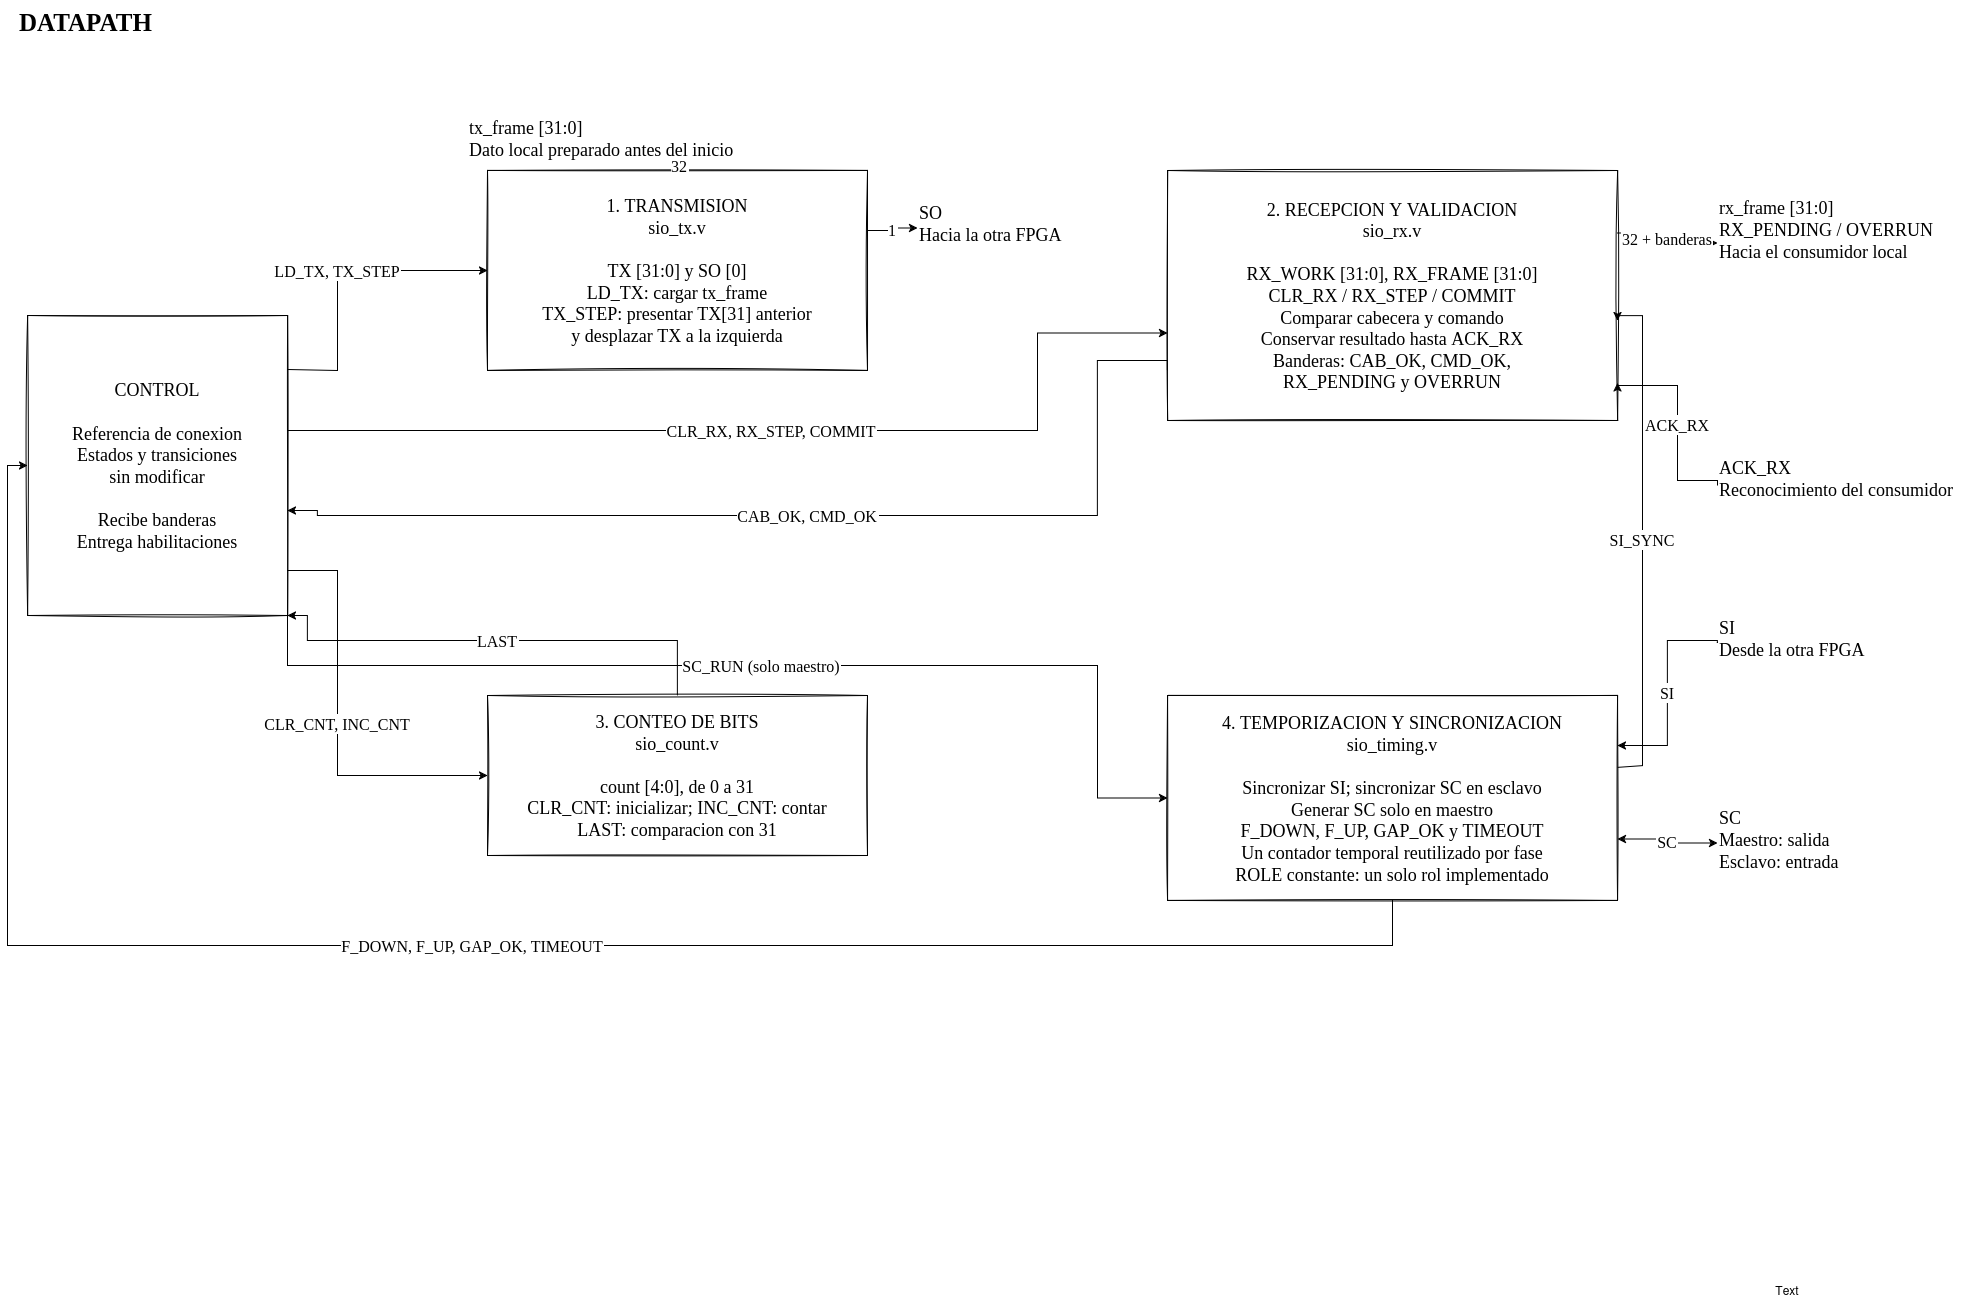 DATAPATH
tx_frame [31:0]
Dato local preparado antes del inicio
32
1. TRANSMISION
sio_tx.v
TX [31:0] y SO [0]
LD_TX: cargar tx_frame
TX_STEP: presentar TX[31] anterior
y desplazar TX a la izquierda
1
SO
Hacia la otra FPGA
2. RECEPCION Y VALIDACION
sio_rx.v
RX_WORK [31:0], RX_FRAME [31:0]
CLR_RX / RX_STEP / COMMIT
Comparar cabecera y comando
Conservar resultado hasta ACK_RX
Banderas: CAB_OK, CMD_OK,
RX_PENDING y OVERRUN
32 + banderas
rx_frame [31:0]
RX_PENDING / OVERRUN
Hacia el consumidor local
LD_TX, TX_STEP
CONTROL
Referencia de conexion
Estados y transiciones
sin modificar
Recibe banderas
Entrega habilitaciones
CLR_RX, RX_STEP, COMMIT
CAB_OK, CMD_OK
ACK_RX
ACK_RX
Reconocimiento del consumidor
SI_SYNC
LAST
SC_RUN (solo maestro)
CLR_CNT, INC_CNT
3. CONTEO DE BITS
sio_count.v
count [4:0], de 0 a 31
CLR_CNT: inicializar; INC_CNT: contar
LAST: comparacion con 31
4. TEMPORIZACION Y SINCRONIZACION
sio_timing.v
Sincronizar SI; sincronizar SC en esclavo
Generar SC solo en maestro
F_DOWN, F_UP, GAP_OK y TIMEOUT
Un contador temporal reutilizado por fase
ROLE constante: un solo rol implementado
SI
Desde la otra FPGA
SI
SC
SC
Maestro: salida
Esclavo: entrada
F_DOWN, F_UP, GAP_OK, TIMEOUT
Text